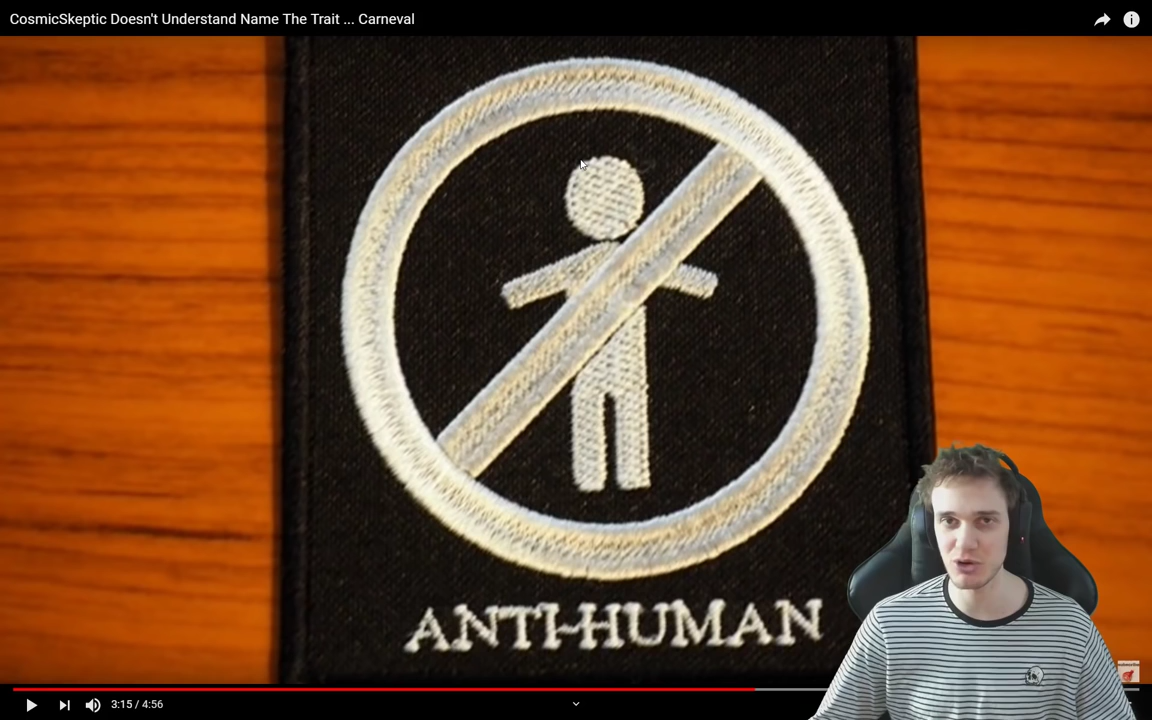 CosmicSkeptic Doesn't Understand Name The Trait ... Carneval
ANTI-HUMAN
3:15 / 4:56